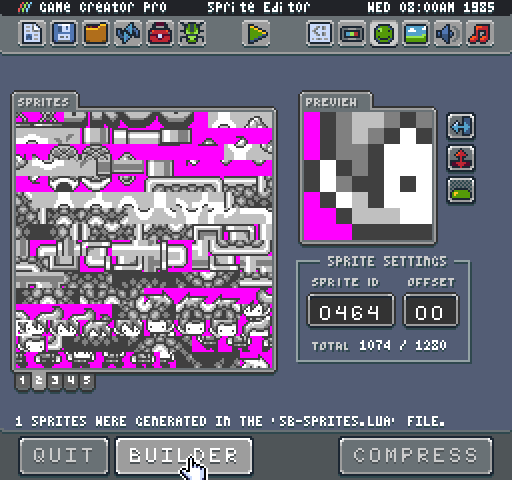 Game Creator Pro Sprite Editor WED 08:00AM 1985
SPRITES
PREVIEW
SPRITE SETTINGS
SPRITE ID OFFSET
0464 00
TOTAL 1074 / 1280
1 2 3 4 5
1 SPRITES WERE GENERATED IN THE 'SB-SPRITES.LUA' FILE.
QUIT BUILDER COMPRESS